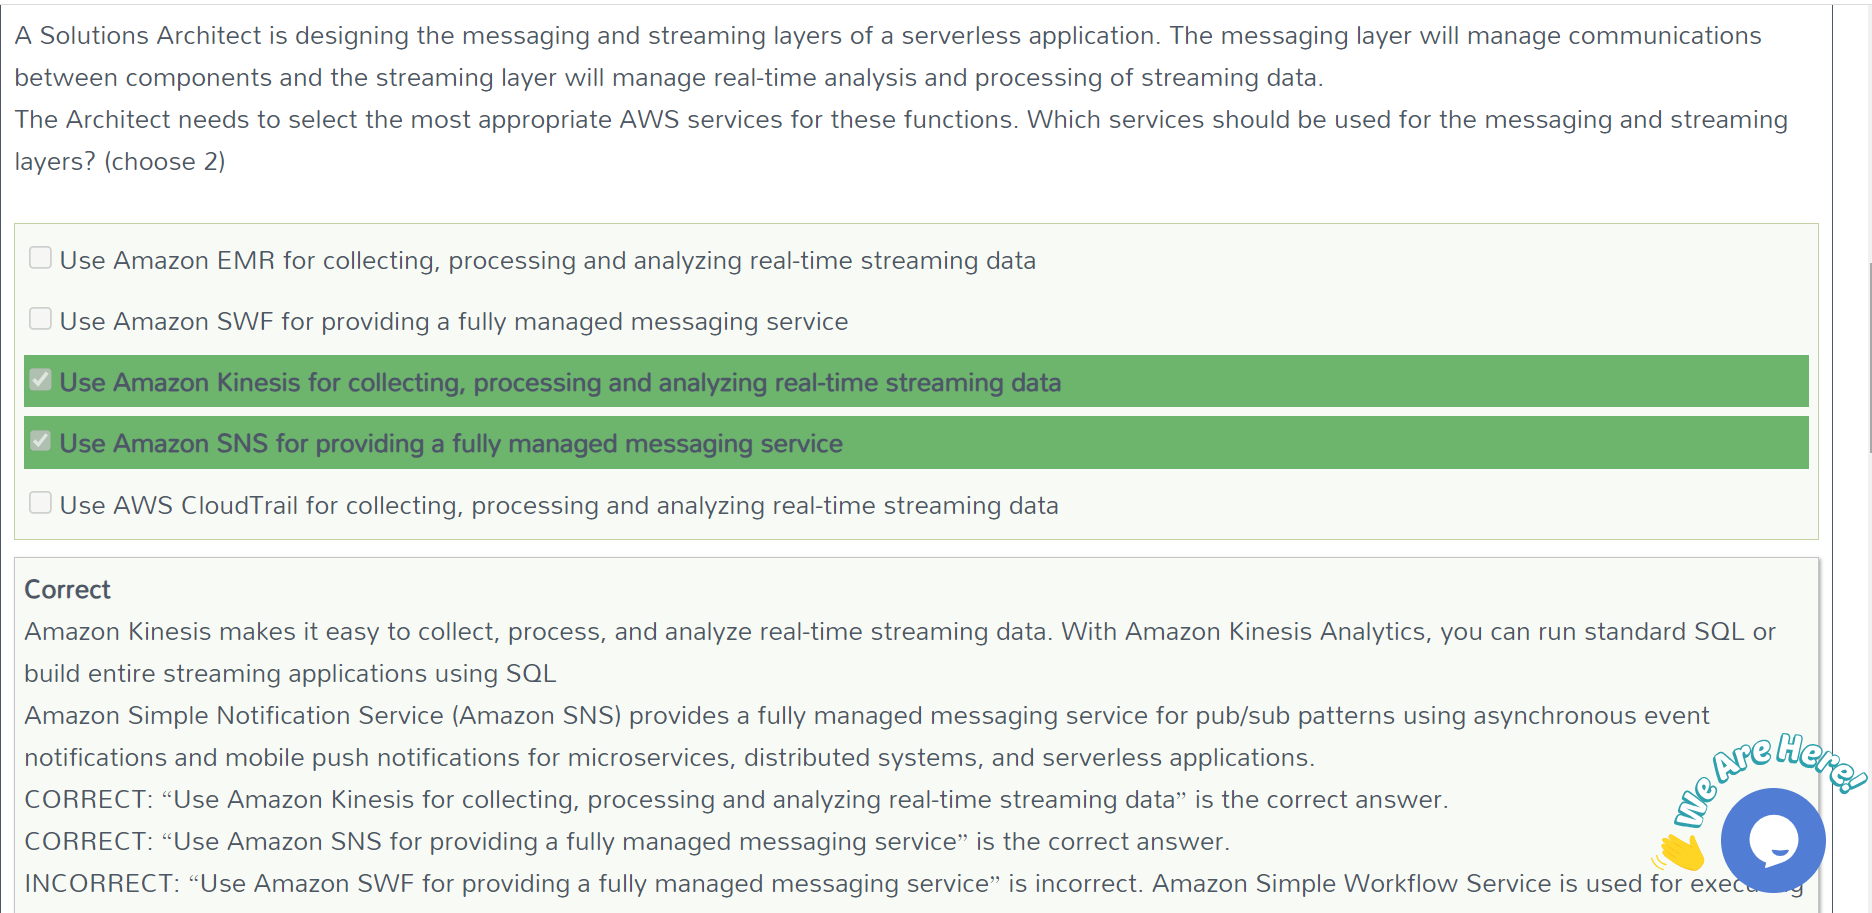 A Solutions Architect is designing the messaging and streaming layers of a serverless application. The messaging layer will manage communications
between components and the streaming layer will manage real-time analysis and processing of streaming data.
The Architect needs to select the most appropriate AWS services for these functions. Which services should be used for the messaging and streaming
layers? (choose 2)
Use Amazon EMR for collecting, processing and analyzing real-time streaming data
Use Amazon SWF for providing a fully managed messaging service
Use Amazon Kinesis for collecting, processing and analyzing real-time streaming data
Use Amazon SNS for providing a fully managed messaging service
Use AWS CloudTrail for collecting, processing and analyzing real-time streaming data
Correct
Amazon Kinesis makes it easy to collect, process, and analyze real-time streaming data. With Amazon Kinesis Analytics, you can run standard SQL or
build entire streaming applications using SQL
Amazon Simple Notification Service (Amazon SNS) provides a fully managed messaging service for pub/sub patterns using asynchronous event
notifications and mobile push notifications for microservices, distributed systems, and serverless applications.
CORRECT: “Use Amazon Kinesis for collecting, processing and analyzing real-time streaming data” is the correct answer.
CORRECT: “Use Amazon SNS for providing a fully managed messaging service” is the correct answer.
INCORRECT: “Use Amazon SWF for providing a fully managed messaging service” is incorrect. Amazon Simple Workflow Service is used for
We Are Here!